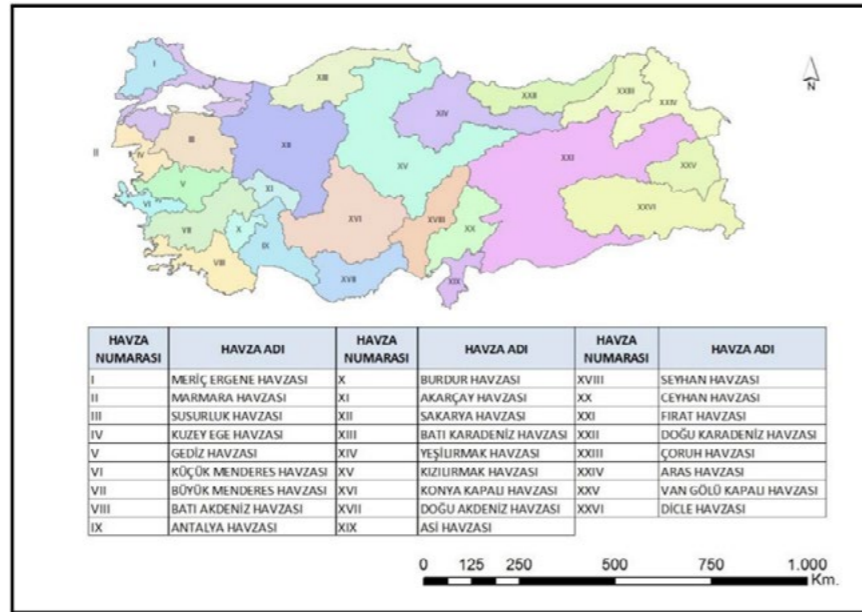 I
XIII
XXII
XXIII
XXIV
XIV
II
IV
III
XII
XXI
XV
XXV
V
XI
VI
XXVI
XVI
XVIII
VII
X
IX
XX
VIII
XVII
XIX
N
HAVZA NUMARASI HAVZA ADI HAVZA NUMARASI HAVZA ADI HAVZA NUMARASI HAVZA ADI
I MERİÇ ERGENE HAVZASI X BURDUR HAVZASI XVIII SEYHAN HAVZASI
II MARMARA HAVZASI XI AKARÇAY HAVZASI XX CEYHAN HAVZASI
III SUSURLUK HAVZASI XII SAKARYA HAVZASI XXI FIRAT HAVZASI
IV KUZEY EGE HAVZASI XIII BATI KARADENİZ HAVZASI XXII DOĞU KARADENİZ HAVZASI
V GEDİZ HAVZASI XIV YEŞİLIRMAK HAVZASI XXIII ÇORUH HAVZASI
VI KÜÇÜK MENDERES HAVZASI XV KIZILIRMAK HAVZASI XXIV ARAS HAVZASI
VII BÜYÜK MENDERES HAVZASI XVI KONYA KAPALI HAVZASI XXV VAN GÖLÜ KAPALI HAVZASI
VIII BATI AKDENİZ HAVZASI XVII DOĞU AKDENİZ HAVZASI XXVI DİCLE HAVZASI
IX ANTALYA HAVZASI XIX ASİ HAVZASI
0 125 250 500 750 1.000
Km.